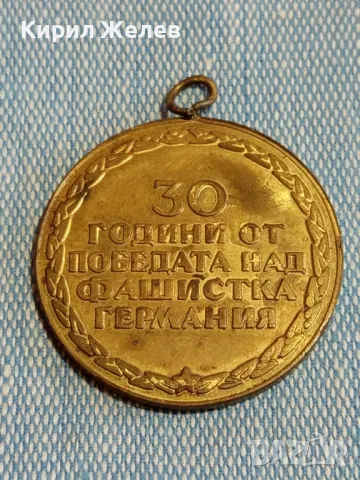 Кирил Желев
30
ГОДИНИ ОТ
ПОБЕДАТА НАД
ФАШИСТКА
ГЕРМАНИЯ